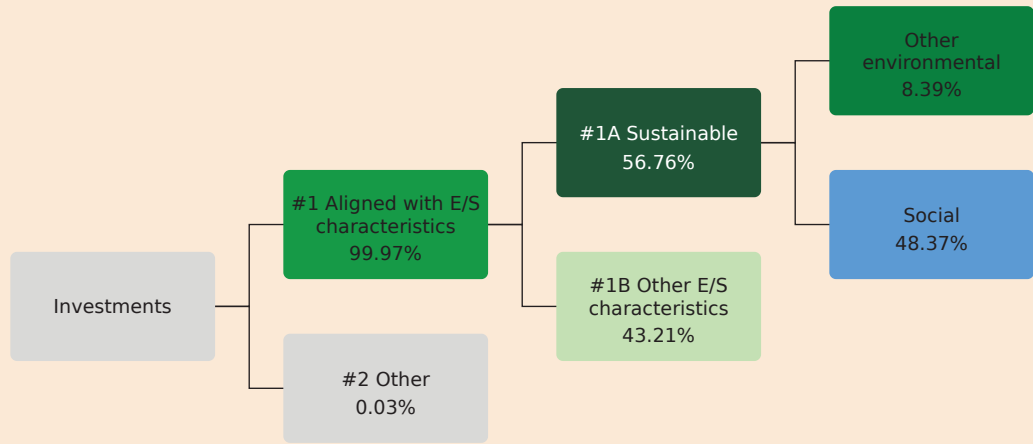 Investments
#1 Aligned with E/S
characteristics
99.97%
#2 Other
0.03%
#1A Sustainable
56.76%
#1B Other E/S
characteristics
43.21%
Other
environmental
8.39%
Social
48.37%